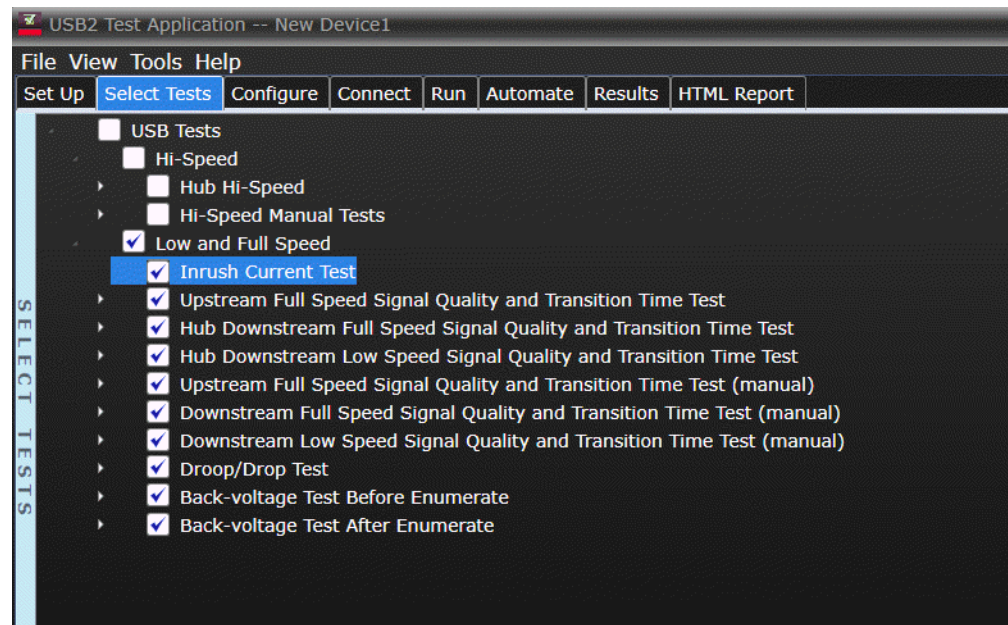 USB2 Test Application -- New Device1
File View Tools Help
Set Up Select Tests Configure Connect Run Automate Results HTML Report
SELECT TESTS
USB Tests
Hi-Speed
Hub Hi-Speed
Hi-Speed Manual Tests
Low and Full Speed
Inrush Current Test
Upstream Full Speed Signal Quality and Transition Time Test
Hub Downstream Full Speed Signal Quality and Transition Time Test
Hub Downstream Low Speed Signal Quality and Transition Time Test
Upstream Full Speed Signal Quality and Transition Time Test (manual)
Downstream Full Speed Signal Quality and Transition Time Test (manual)
Downstream Low Speed Signal Quality and Transition Time Test (manual)
Droop/Drop Test
Back-voltage Test Before Enumerate
Back-voltage Test After Enumerate